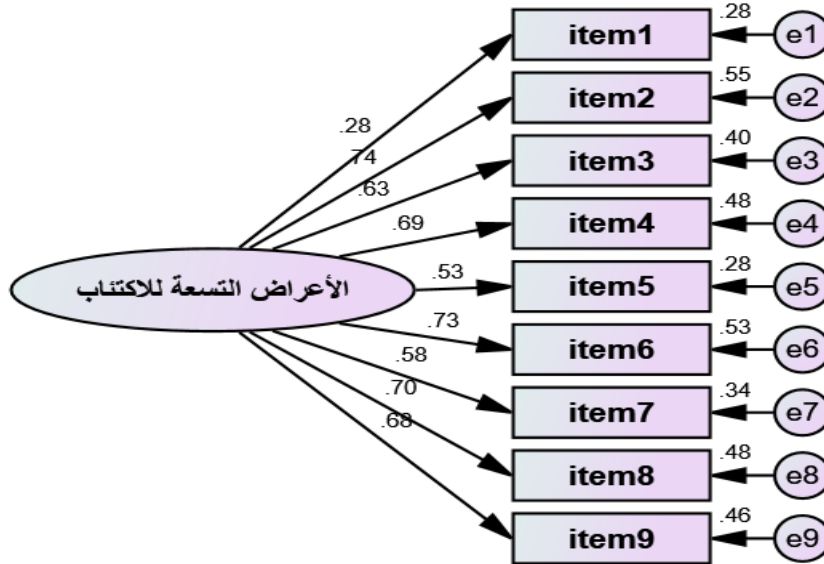 .28
item1
e1
.55
item2
e2
.28
.40
.74
item3
e3
.63
.48
.69
item4
e4
الأعراض التسعة للاكتئاب
.53
.28
item5
e5
.73
.53
item6
e6
.58
.34
item7
e7
.70
.48
.68
item8
e8
.46
item9
e9